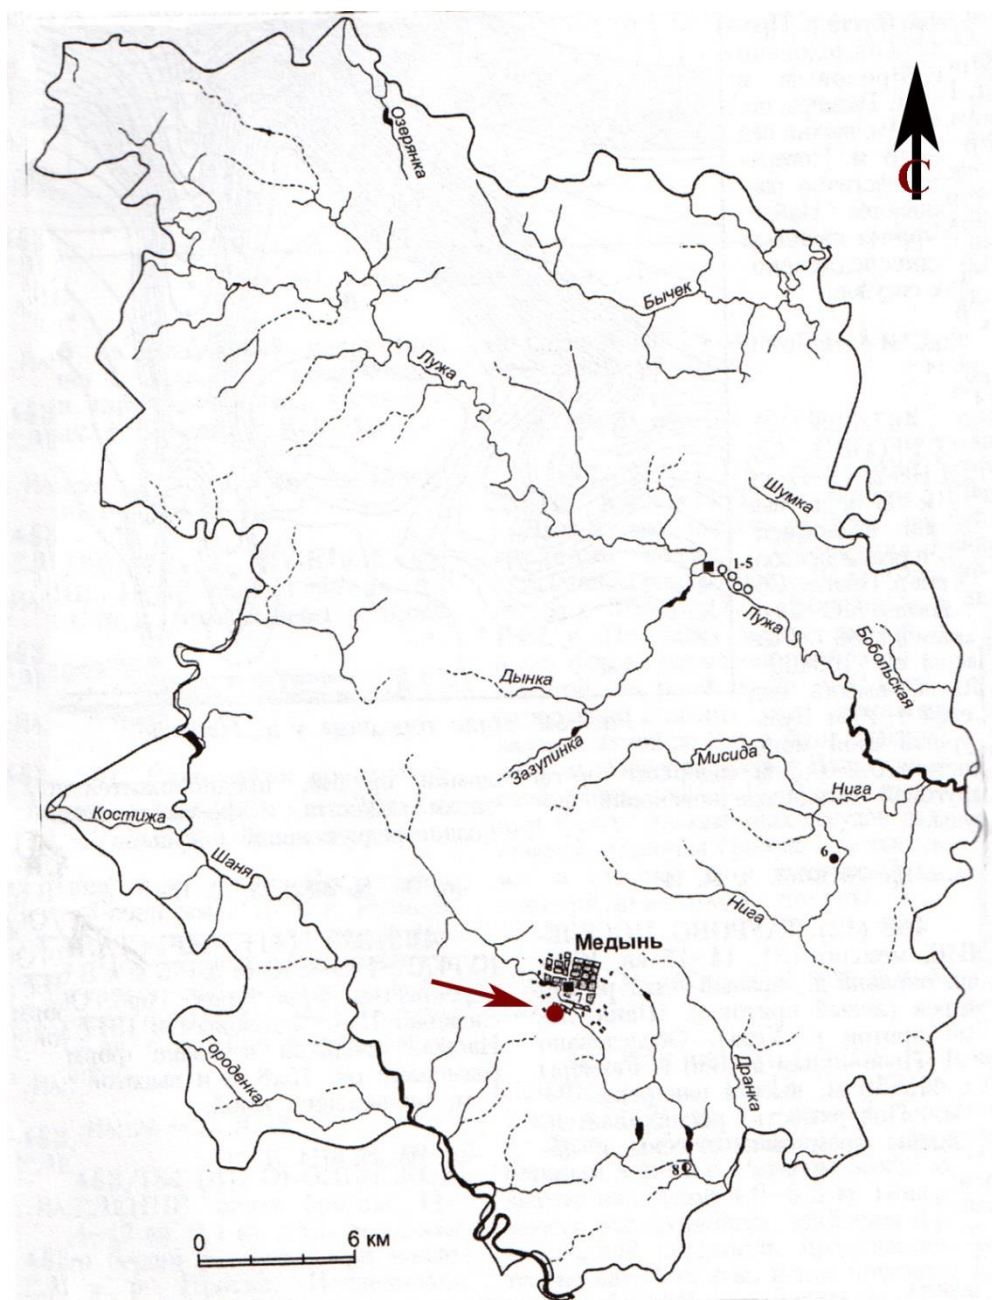 Озерянка
С
Бычек
Лужа
Шумка
1-5
Лужа
Бобольская
Дынка
Зазулинка
Мисида
Нига
Костижа
Шаня
6
Нига
Медынь
7
Городенка
Дранка
8
0
6 км